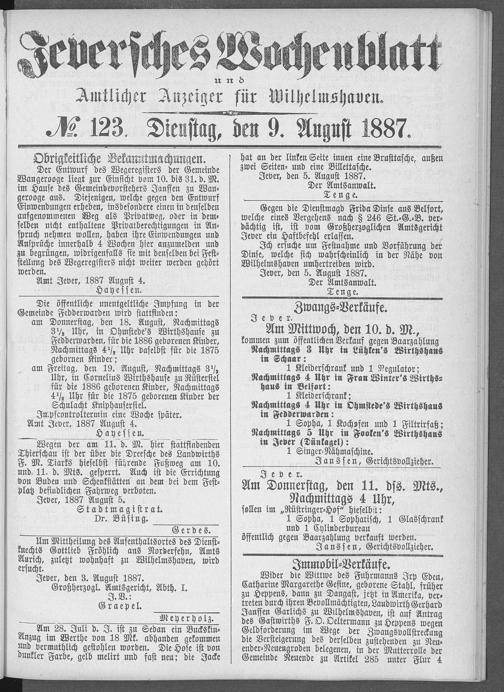 Jeversches Wochenblatt
und
Amtlicher Anzeiger für Wilhelmshaven.
№ 123. Dienstag, den 9. August 1887.
Obrigkeitliche Bekanntmachungen.
Der Entwurf des Wegeregisters der Gemeinde
Wangerooge liegt zur Einsicht vom 10 bis 31. d. M.
im Hause des Gemeindevorstehers Janssen zu Wan-
gerooge aus. Diejenigen, welche gegen den Entwurf
Einwendungen erheben, insbesondere einen in denselben
aufgenommenen Weg als Privatweg, oder in dem-
selben nicht enthaltene Privatberechtigungen in An-
spruch nehmen wollen, haben ihre Einwendungen und
Ansprüche innerhalb 4 Wochen hier anzumelden und
zu begründen, widrigenfalls sie mit denselben bei Fest-
stellung des Wegeregisters nicht weiter werden gehört
werden.
Amt Jever, 1887 August 4.
Hayessen.
Die öffentliche unentgeltliche Impfung in der
Gemeinde Fedderwarden wird stattfinden:
am Donnerstag, den 18. August, Nachmittags
3½ Uhr, in Ohmstede's Wirthshause zu
Fedderwarden, für die 1886 geborenen Kinder,
Nachmittags 4½ Uhr daselbst für die 1875
geborenen Kinder;
am Freitag, den 19. August, Nachmittags 3½
Uhr, in Cornelius Wirthshause zu Rüstersiel
für die 1886 geborenen Kinder, Nachmittags
4½ Uhr für die 1875 geborenen Kinder der
Schulacht Kniphausersiel.
Impfcontroltermin eine Woche später.
Amt Jever, 1887 August 4.
Hayessen.
Wegen der am 11. d. M. hier stattfindenden
Thierschau ist der über die Dresche des Landwirths
F. M. Tiarks hieselbst führende Fußweg am 10.
und 11. d. Mts. gesperrt. Auch ist die Errichtung
von Buden und Schenkstätten an dem bei dem Fest-
platz befindlichen Fahrweg verboten.
Jever, 1887 August 5.
Stadtmagistrat.
Dr. Büsing.
Gerdes.
Um Mittheilung des Aufenthaltsortes des Dienst-
knechts Gottlieb Fröhlich aus Norderfehn, Amts
Aurich, zuletzt wohnhaft zu Wilhelmshaven, wird
ersucht.
Jever, den 3. August 1887.
Großherzogl. Amtsgericht, Abth. I.
J. V.:
Graepel.
Meyerholz.
Am 28. Juli d. J. ist zu Sedan ein Buckskin-
Anzug im Werthe von 18 Mk. abhanden gekommen
und vermuthlich gestohlen worden. Die Hose ist von
dunkler Farbe, gelb melirt und fast neu; die Jacke
hat an der linken Seite innen eine Brusttasche, außen
zwei Seiten- und eine Billettasche.
Jever, den 5. August 1887.
Der Amtsanwalt.
Tenge.
Gegen die Dienstmagd Frida Dinse aus Belfort,
welche eines Vergehens nach § 246 St.-G.-B. ver-
dächtig ist, ist vom Großherzoglichen Amtsgericht
Jever ein Haftbefehl erlassen.
Ich ersuche um Festnahme und Vorführung der
Dinse, welche sich wahrscheinlich in der Nähe von
Wilhelmshaven umhertreiben wird.
Jever, den 5. August 1887.
Der Amtsanwalt.
Tenge.
Zwangs-Verkäufe.
Jever.
Am Mittwoch, den 10. d. M.,
kommen zum öffentlichen Verkauf gegen Baarzahlung
Nachmittags 3 Uhr in Lühken's Wirthshaus
in Schaar:
1 Kleiderschrank und 1 Regulator;
Nachmittags 4 Uhr in Frau Winter's Wirths-
haus in Belfort:
1 Kleiderschrank;
Nachmittags 4 Uhr in Ohmstede's Wirthshaus
in Fedderwarden:
1 Sopha, 1 Kochofen und 1 Filtrirfaß;
Nachmittags 5 Uhr in Fooken's Wirthshaus
in Jever (Dünkagel):
1 Singer-Nähmaschine.
Janssen, Gerichtsvollzieher.
Jever.
Am Donnerstag, den 11. dss. Mts.,
Nachmittags 4 Uhr,
sollen im „Rüstringer-Hof" hieselbst:
1 Sopha, 1 Sophatisch, 1 Glasschrank
und 1 Cylinderbureau
öffentlich gegen Baarzahlung verkauft werden.
Janssen, Gerichtsvollzieher.
Immobil-Verkäufe.
Wider die Wittwe des Fuhrmanns Irp Eden,
Catharine Margarethe Gesine, geborene Stahl, früher
zu Heppens, dann zu Dangast, jetzt in Amerika, ver-
treten durch ihren Bevollmächtigten, Landwirth Gerhard
Janssen Garlichs zu Wilhelmshaven, ist auf Antrag
des Gastwirths F. O. Oeltermann zu Heppens wegen
Geldforderung im Wege der Zwangsvollstreckung
die Versteigerung des derselben zustehenden zu Neuen-
der-Neuengroden belegenen, in der Mutterrolle der
Gemeinde Neuende zu Artikel 285 unter Flur 4